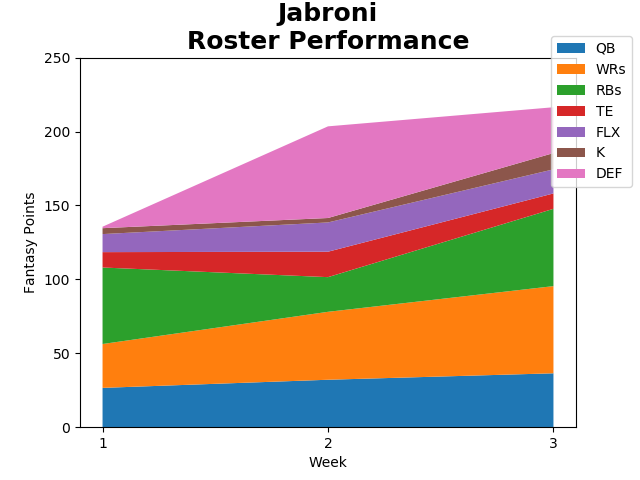 Jabroni
Roster Performance
QB
WRs
RBs
TE
FLX
K
DEF
Fantasy Points
250
200
150
100
50
0
1 2 3
Week